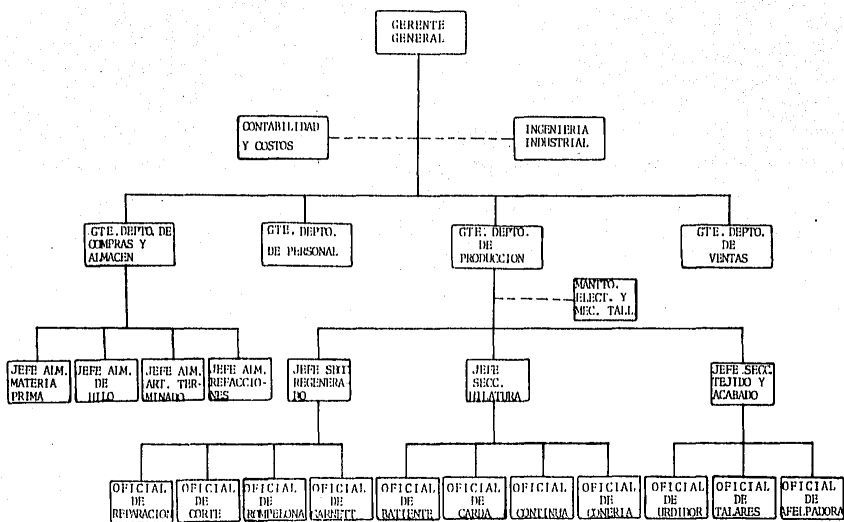 GERENTE
GENERAL
CONTABILIDAD
Y COSTOS
INGENIERIA
INDUSTRIAL
GTE. DEPTO. DE
COMPRAS Y
ALMACEN
GTE. DEPTO.
DE PERSONAL
GTE. DEPTO.
DE
PRODUCCION
GTE. DEPTO.
DE
VENTAS
MANTTO.
ELECT. Y
MEC. TALL.
JEFE ALM.
MATERIA
PRIMA
JEFE ALM.
DE
HILO
JEFE ALM.
ART. TER-
MINADO
JEFE ALM.
REFACCIO-
NES
JEFE
REGENERA-
DO
JEFE
SECC.
HILATURA
JEFE SECC.
TEJIDO Y
ACABADO
OFICIAL
DE
REPARACION
OFICIAL
DE
CORTE
OFICIAL
DE
ROMPELONA
OFICIAL
DE
GARNETT
OFICIAL
DE
BATIENTE
OFICIAL
DE
CARDA
OFICIAL
DE
CONTINUA
OFICIAL
DE
CONERIA
OFICIAL
DE
URDIDOR
OFICIAL
DE
TALARES
OFICIAL
DE
AFELPADORA